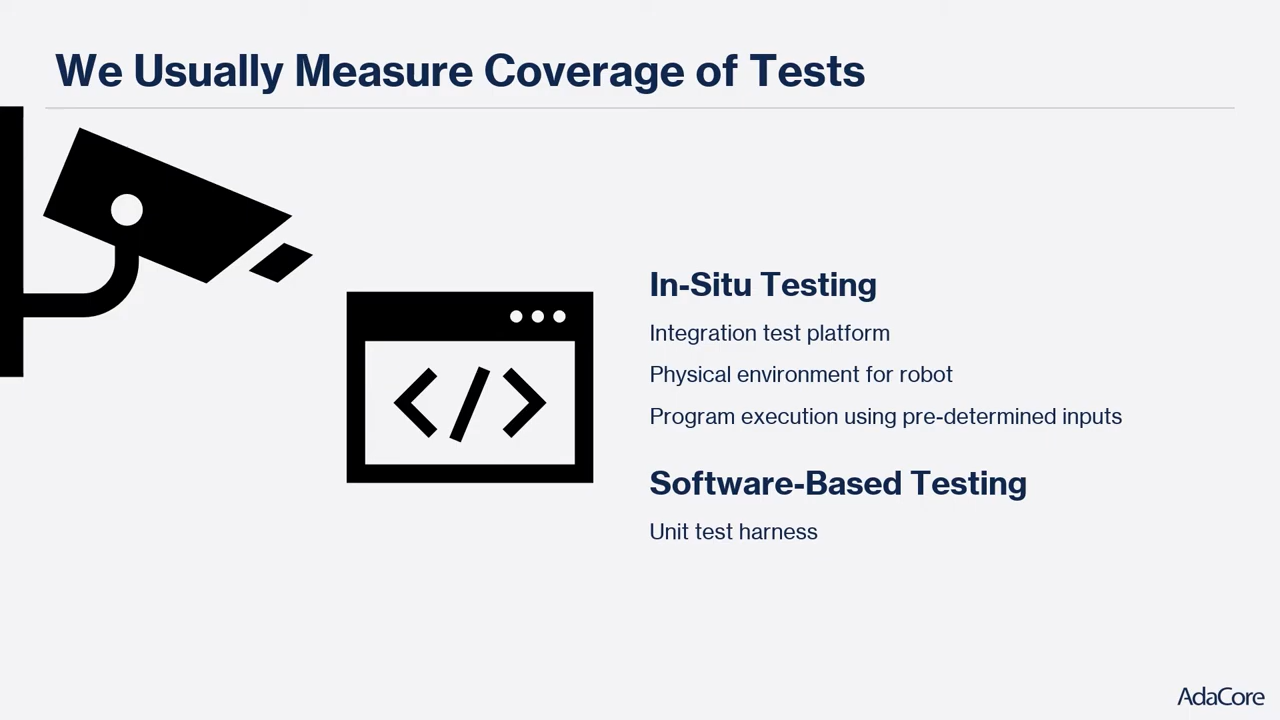 We Usually Measure Coverage of Tests
</>
In-Situ Testing
Integration test platform
Physical environment for robot
Program execution using pre-determined inputs
Software-Based Testing
Unit test harness
AdaCore